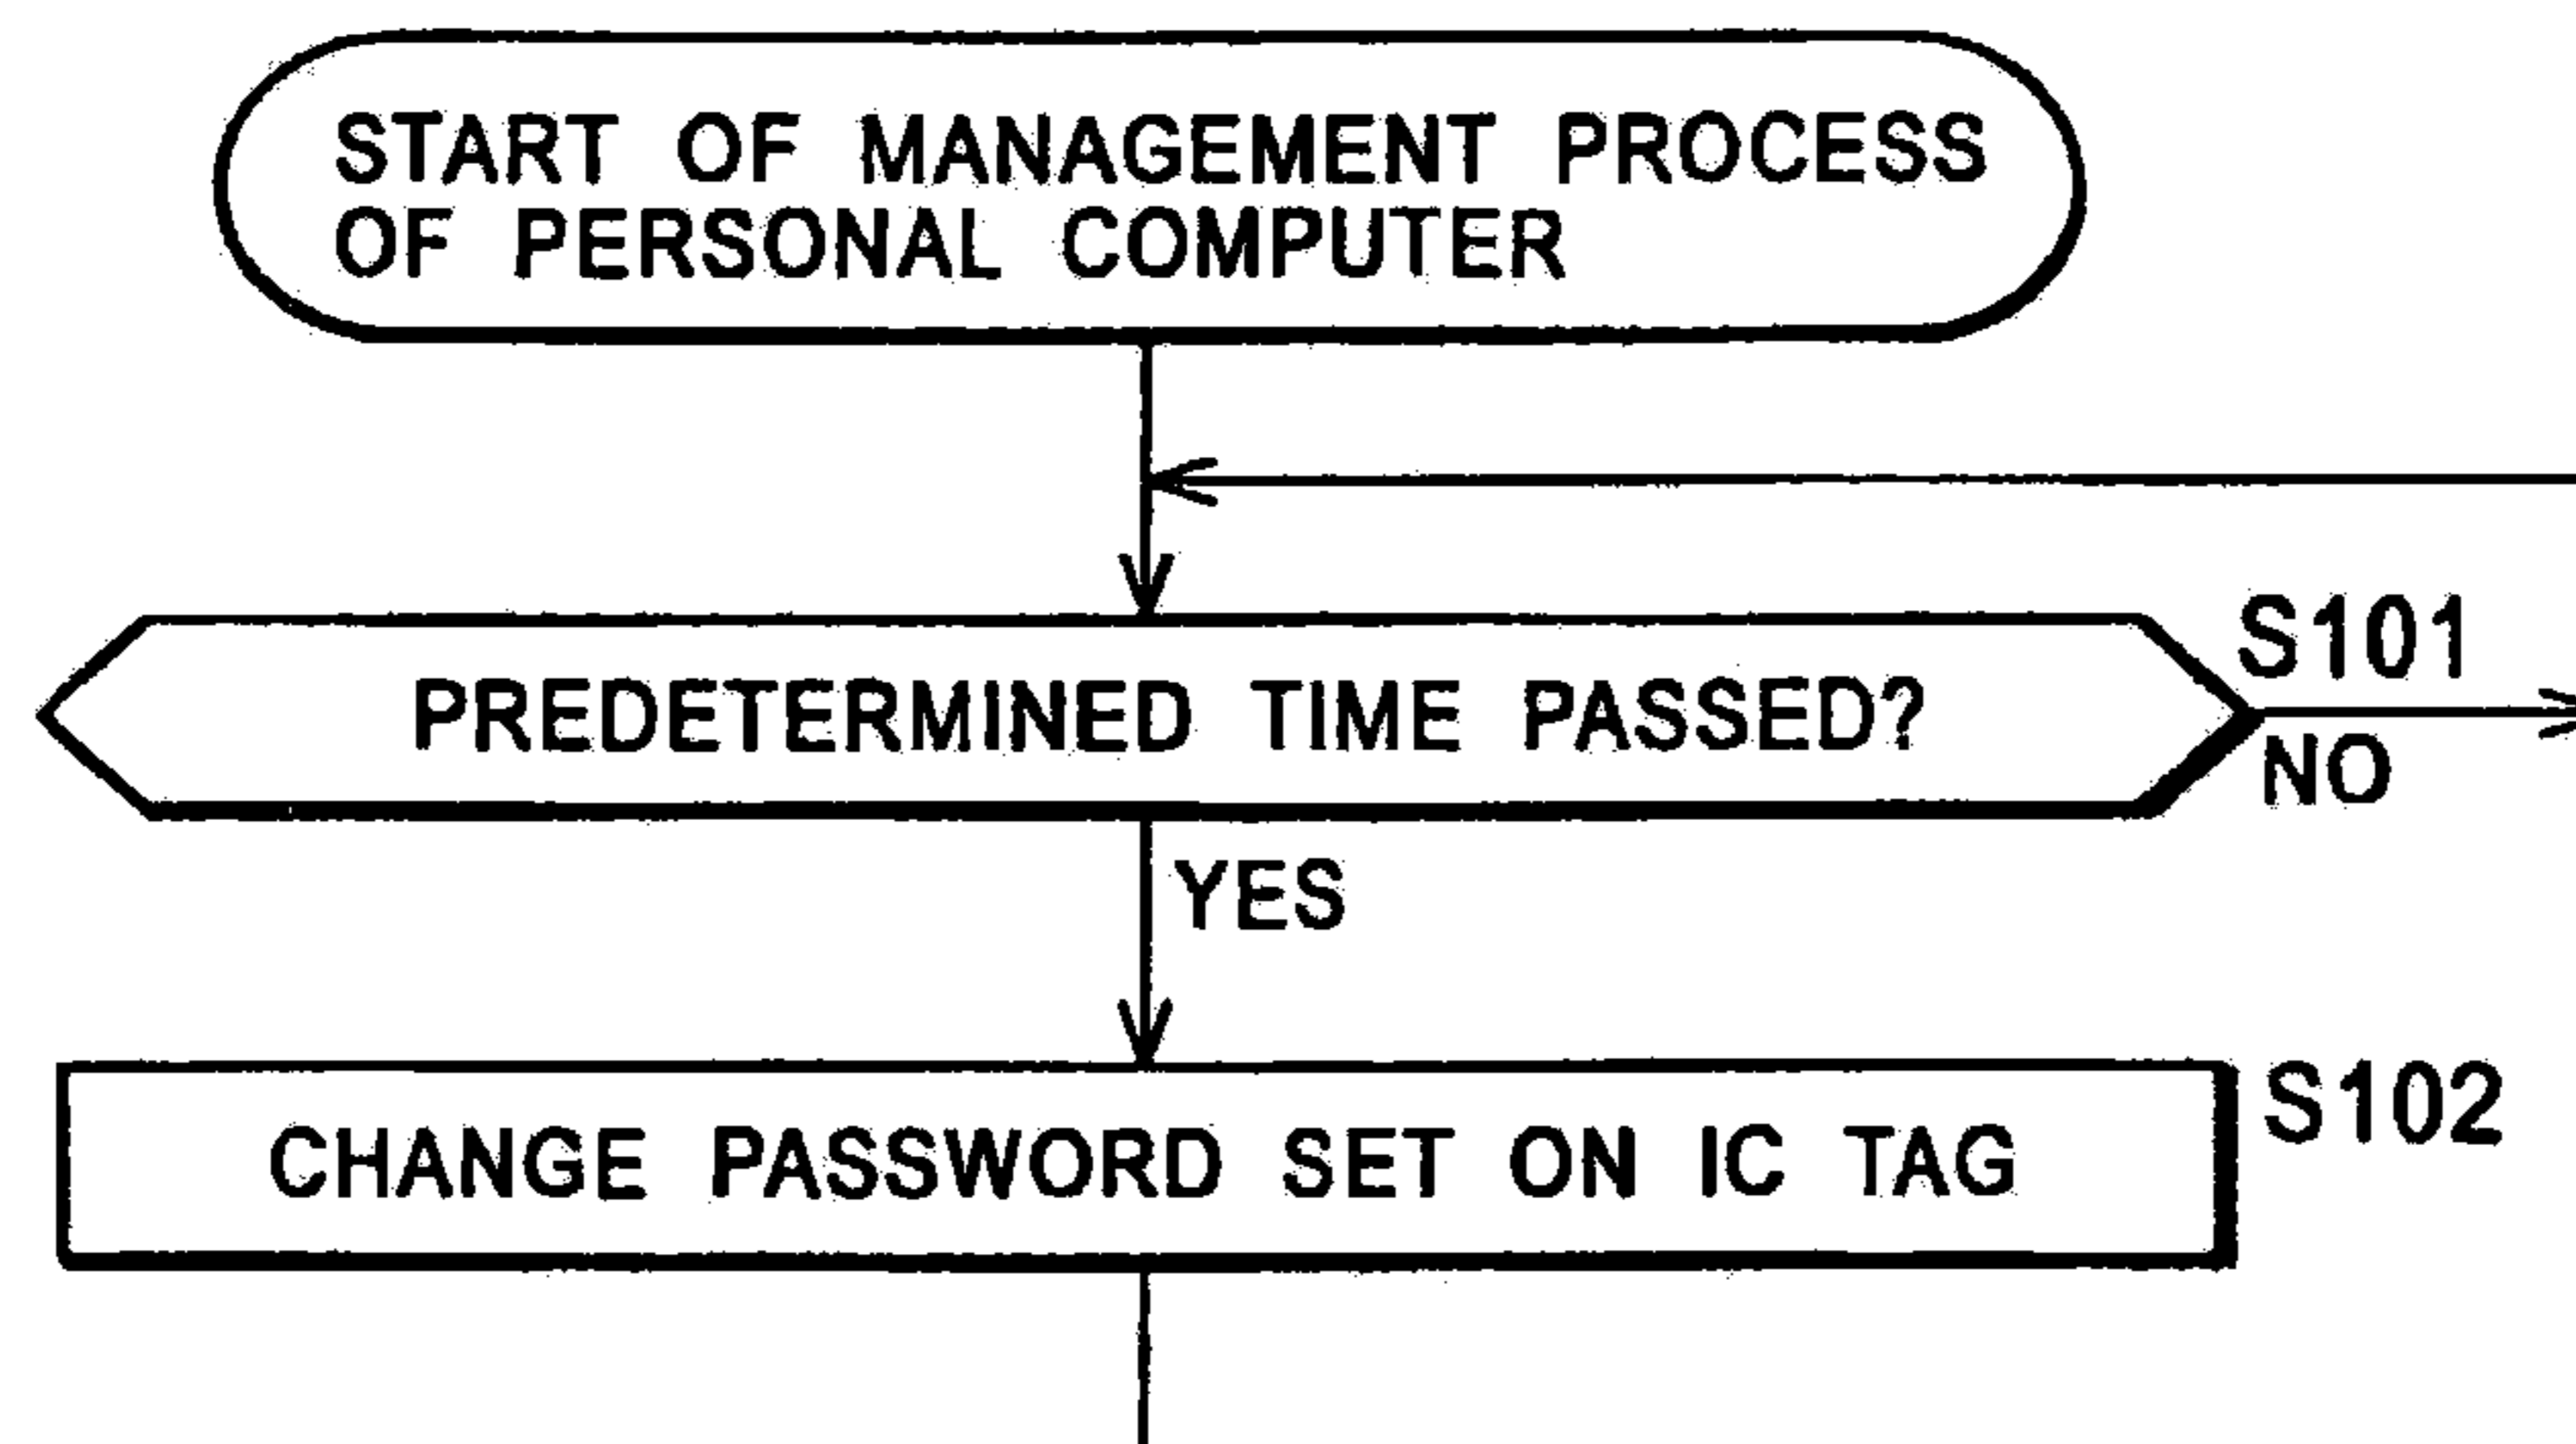 START OF MANAGEMENT PROCESS
OF PERSONAL COMPUTER
S101
PREDETERMINED TIME PASSED?
NO
YES
S102
CHANGE PASSWORD SET ON IC TAG